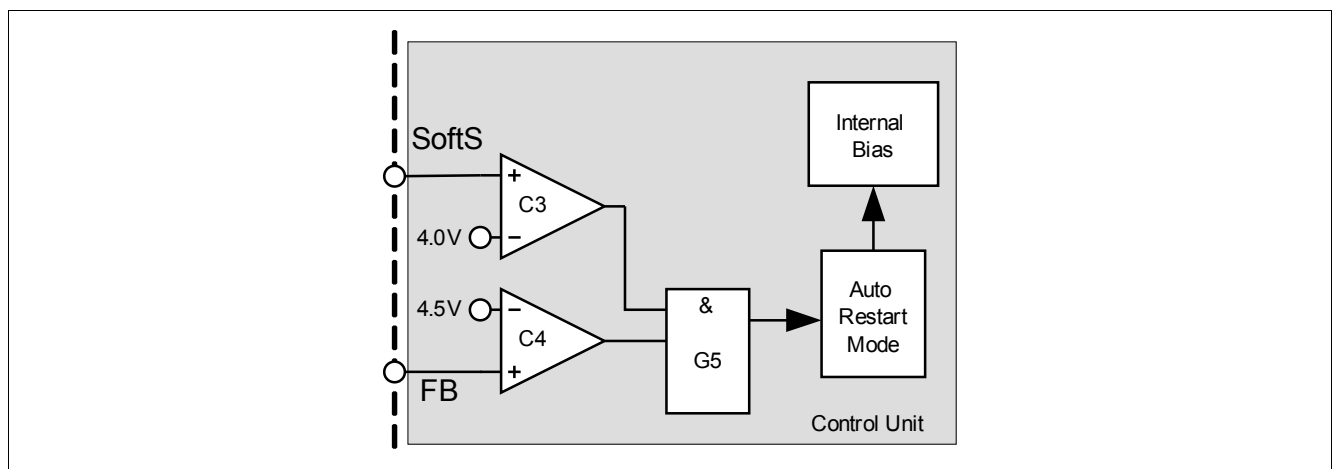 SoftS
+
C3
4.0V
−
4.5V
−
C4
+
FB
&
G5
Auto
Restart
Mode
Internal
Bias
Control Unit